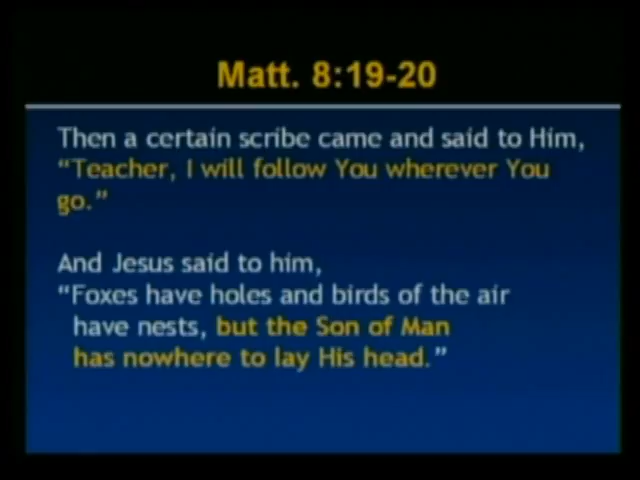 Matt. 8:19-20
Then a certain scribe came and said to Him,
“Teacher, I will follow You wherever You
go.”
And Jesus said to him,
“Foxes have holes and birds of the air
have nests, but the Son of Man
has nowhere to lay His head.”